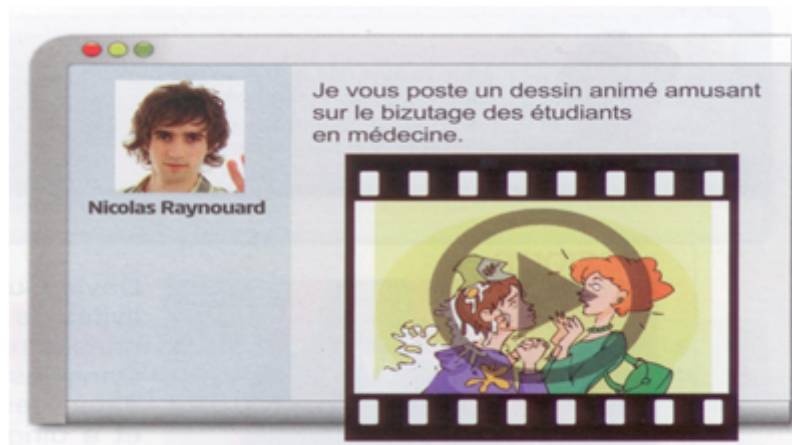 Je vous poste un dessin animé amusant
sur le bizutage des étudiants
en médecine.
Nicolas Raynouard